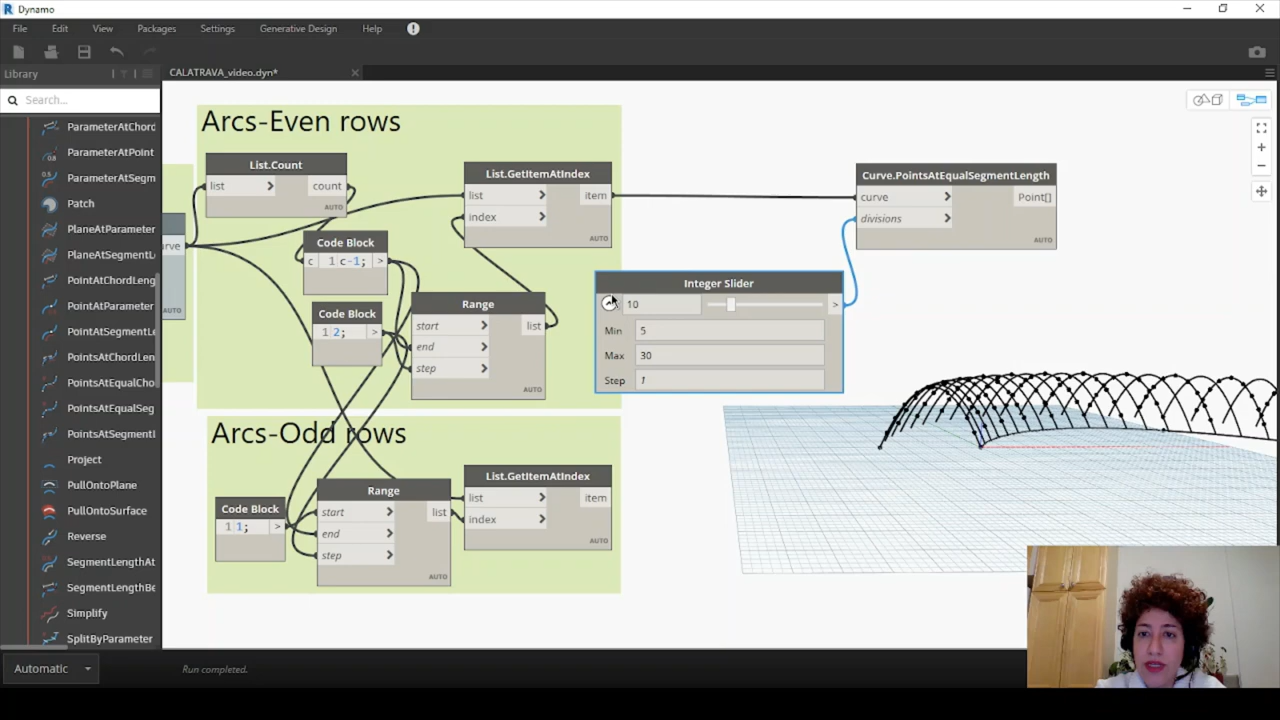 Dynamo
File Edit View Packages Settings Generative Design Help
Library
CALATRAVA_video.dyn*
Search...
ParameterAtChord
ParameterAtPoint
ParameterAtSegm
Patch
PlaneAtParameter
PlaneAtSegmentL
PointAtChordLeng
PointAtParameter
PointAtSegmentLe
PointsAtChordLen
PointsAtEqualCho
PointsAtEqualSeg
PointsAtSegmentl
Project
PullOntoPlane
PullOntoSurface
Reverse
SegmentLengthAt
SegmentLengthBe
Simplify
SplitByParameter
Automatic
Run completed.
urve
AUTO
Arcs-Even rows
List.Count
list > count
AUTO
Code Block
c 1 c-1; >
Code Block
1 2; >
Range
start >
end >
step >
list
AUTO
List.GetItemAtIndex
list > item
index >
AUTO
Integer Slider
10 >
Min 5
Max 30
Step 1
Curve.PointsAtEqualSegmentLength
curve > Point[]
divisions >
AUTO
Arcs-Odd rows
Code Block
1 1; >
Range
start > list
end >
step >
AUTO
List.GetItemAtIndex
list > item
index >
AUTO